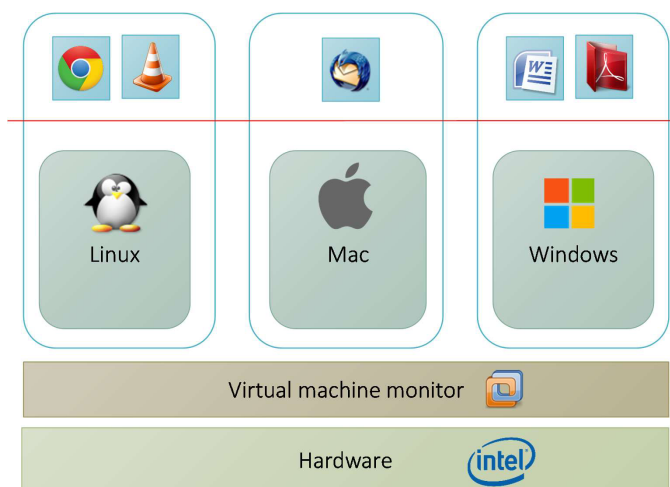 Linux
Mac
Windows
Virtual machine monitor
Hardware
intel